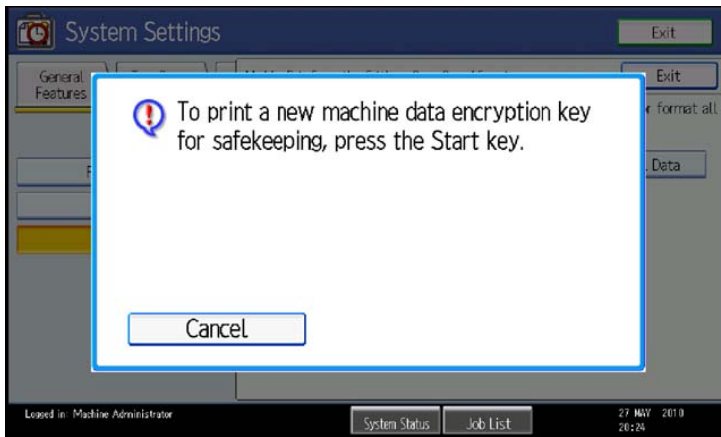 System Settings
Exit
General
Features
Exit
format all
Data
To print a new machine data encryption key
for safekeeping, press the Start key.
Cancel
Logged in: Machine Administrator
System Status
Job List
27 MAY 2010
20:24